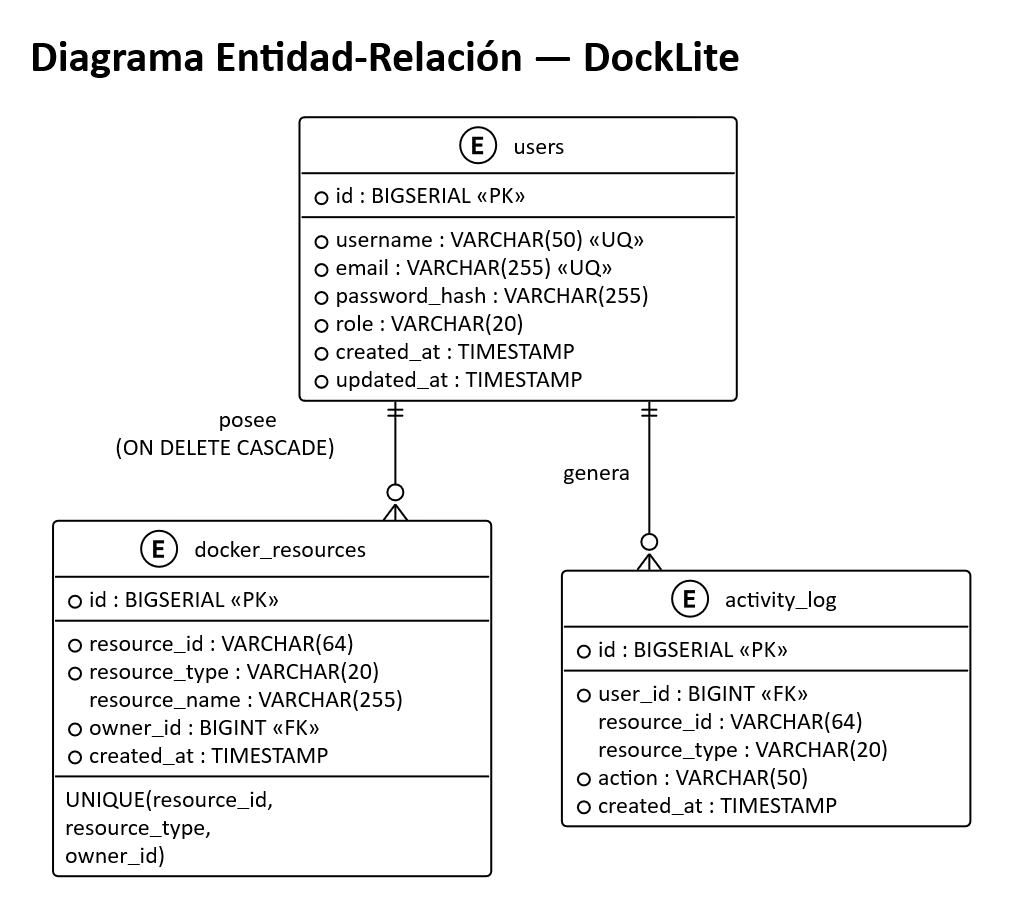 Diagrama Entidad-Relación — DockLite
E users
id : BIGSERIAL «PK»
username : VARCHAR(50) «UQ»
email : VARCHAR(255) «UQ»
password_hash : VARCHAR(255)
role : VARCHAR(20)
created_at : TIMESTAMP
updated_at : TIMESTAMP
posee
(ON DELETE CASCADE)
genera
E docker_resources
id : BIGSERIAL «PK»
resource_id : VARCHAR(64)
resource_type : VARCHAR(20)
resource_name : VARCHAR(255)
owner_id : BIGINT «FK»
created_at : TIMESTAMP
UNIQUE(resource_id,
resource_type,
owner_id)
E activity_log
id : BIGSERIAL «PK»
user_id : BIGINT «FK»
resource_id : VARCHAR(64)
resource_type : VARCHAR(20)
action : VARCHAR(50)
created_at : TIMESTAMP